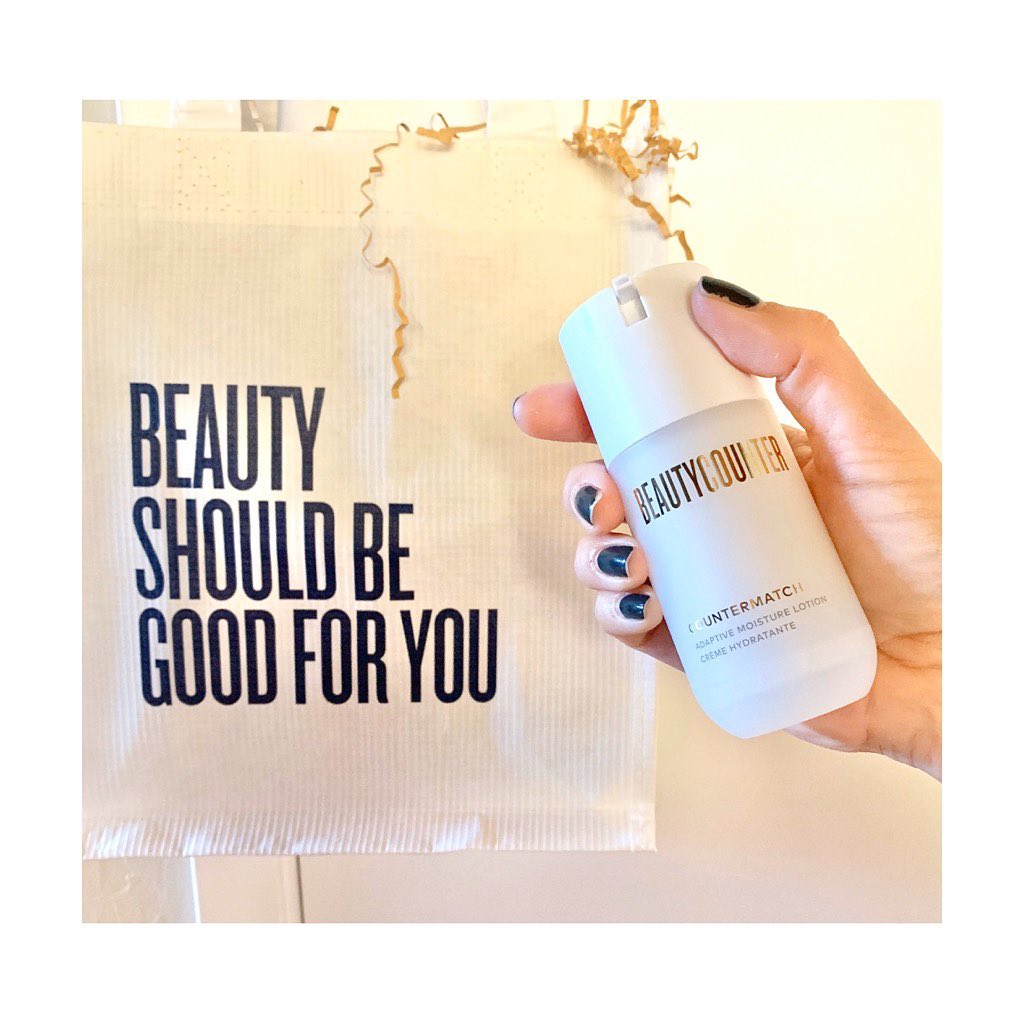 BEAUTY
SHOULD BE
GOOD FOR YOU
BEAUTYCOUNTER
COUNTERMATCH
ADAPTIVE MOISTURE LOTION
CRÈME HYDRATANTE